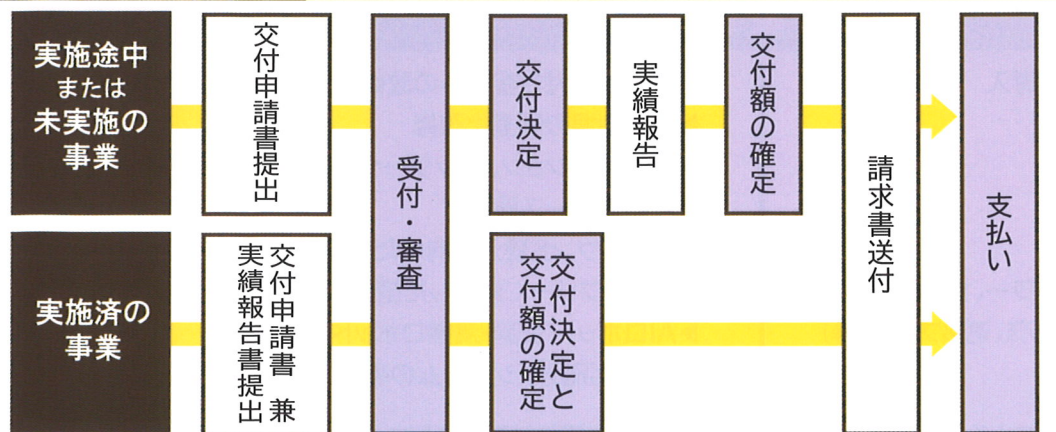 実施途中
または
未実施の
事業
交付申請書提出
受付・審査
交付決定
実績報告
交付額の確定
請求書送付
支払い
実施済の
事業
交付申請書 兼
実績報告書提出
交付決定と
交付額の確定